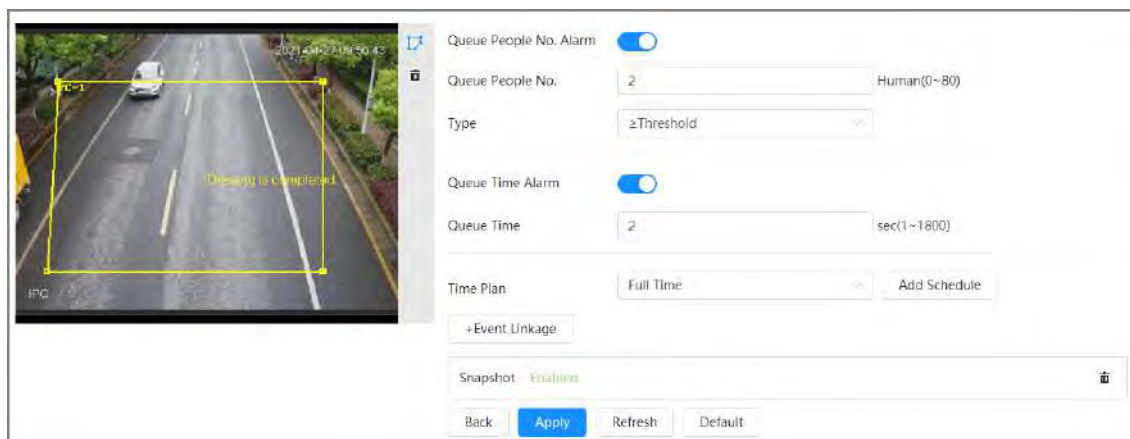 2021-04-27 09:50:43
Drawing is completed.
IPC
Queue People No. Alarm
Queue People No.
2
Human(0~80)
Type
≥Threshold
Queue Time Alarm
Queue Time
2
sec(1~1800)
Time Plan
Full Time
Add Schedule
+Event Linkage
Snapshot Enabled
Back
Apply
Refresh
Default